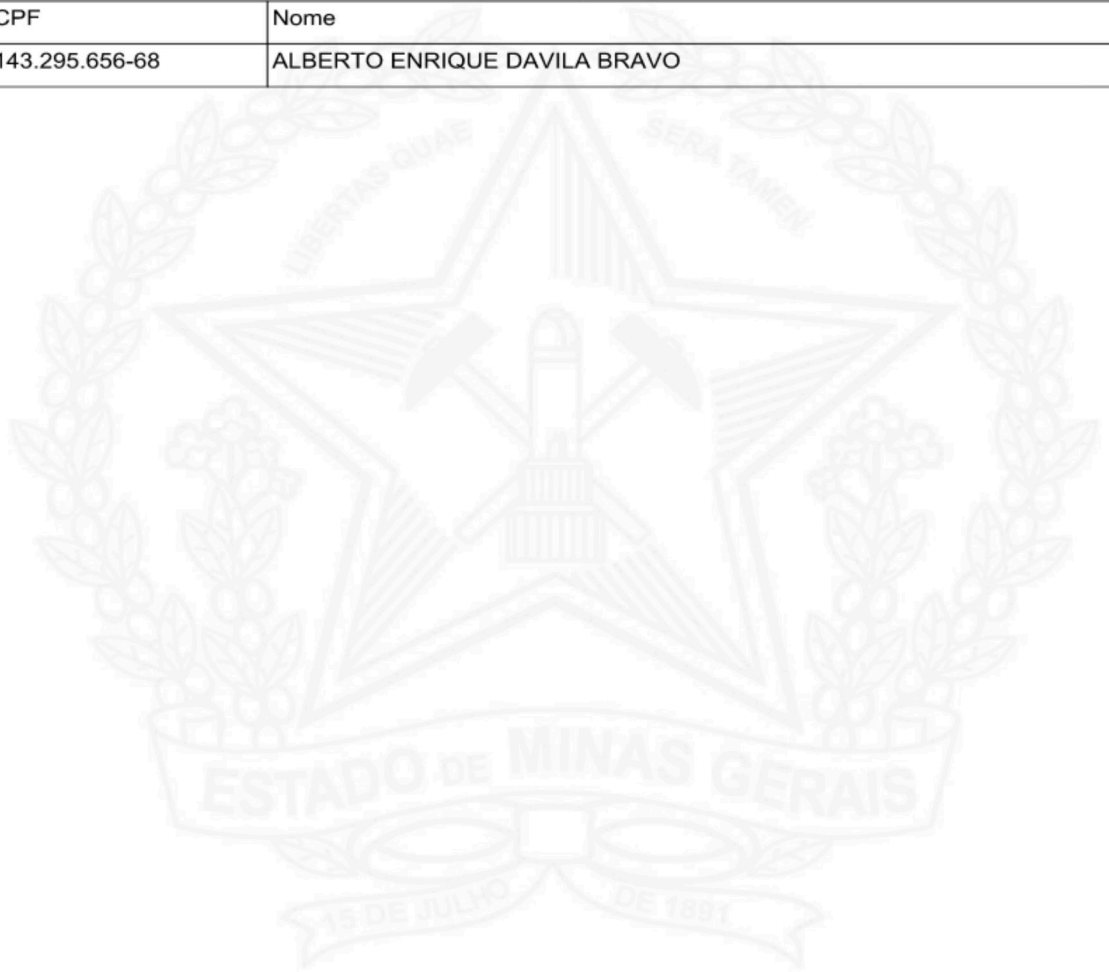 CPF Nome
143.295.656-68 ALBERTO ENRIQUE DAVILA BRAVO
LIBERTAS QUAE SERA TAMEN
ESTADO DE MINAS GERAIS
15 DE JULHO DE 1891